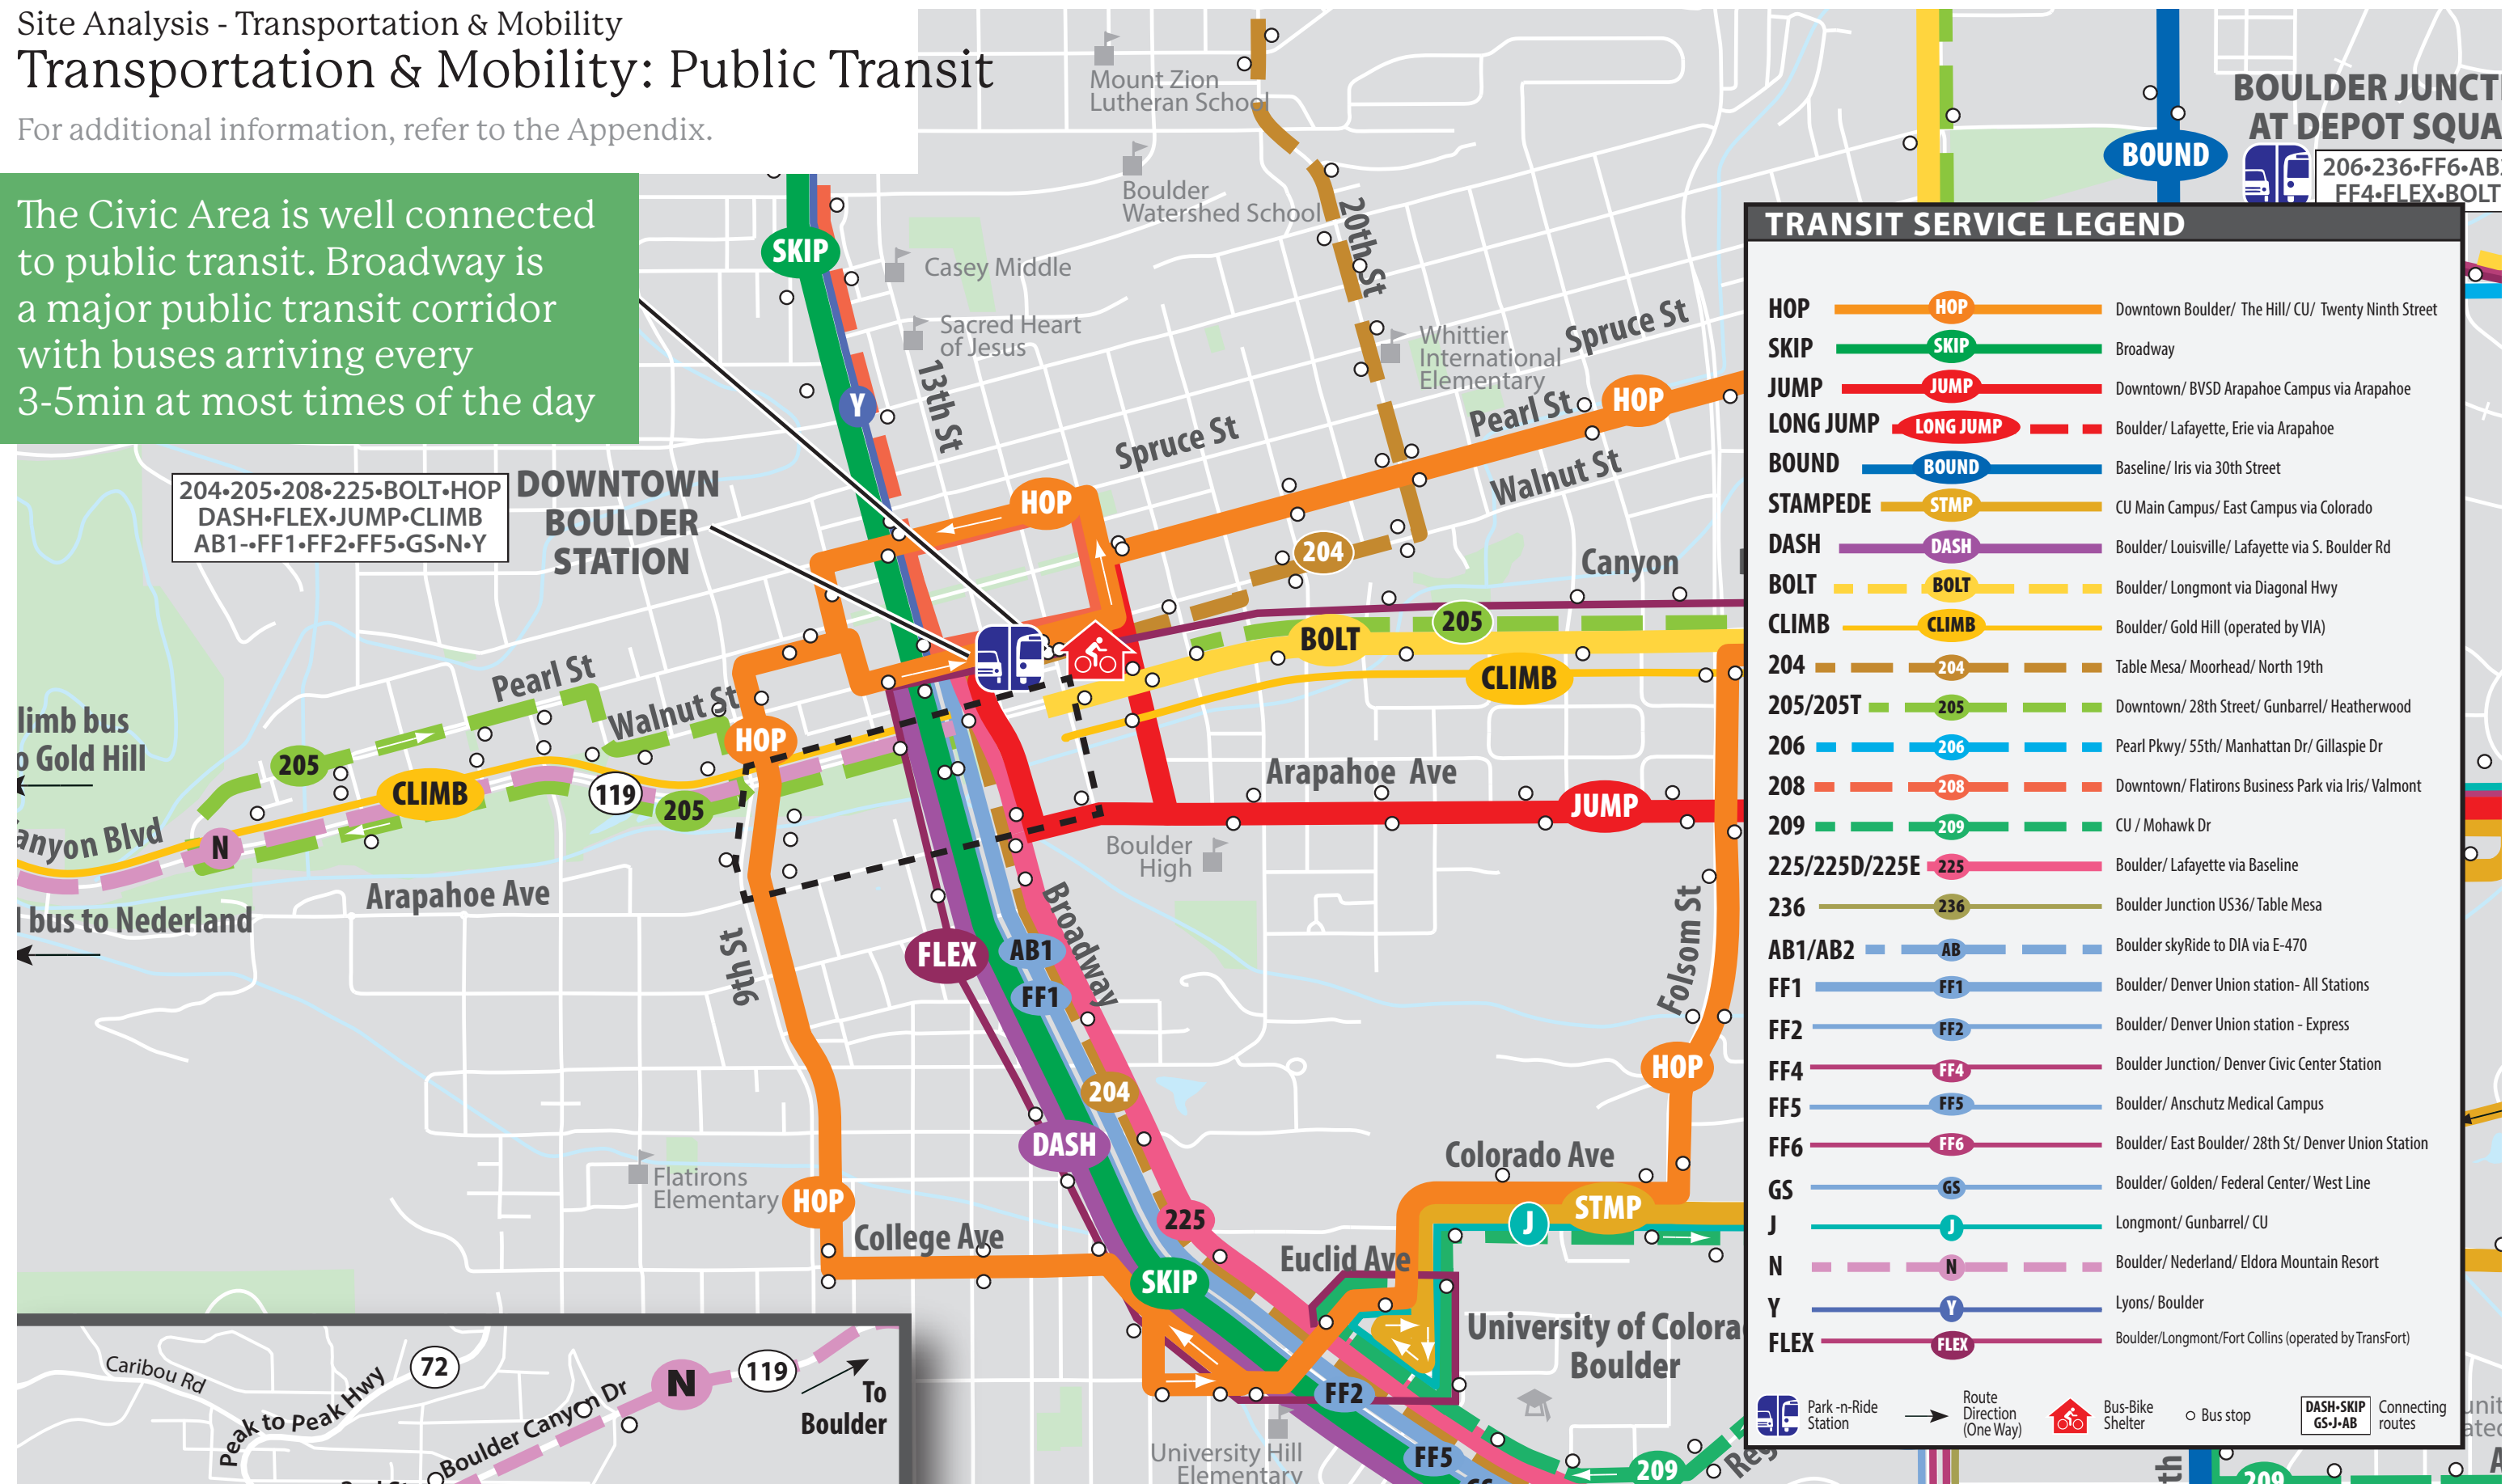 Site Analysis - Transportation & Mobility
Transportation & Mobility: Public Transit
For additional information, refer to the Appendix.
The Civic Area is well connected
to public transit. Broadway is
a major public transit corridor
with buses arriving every
3-5min at most times of the day
204•205•208•225•BOLT•HOP
DASH•FLEX•JUMP•CLIMB
AB1-•FF1•FF2•FF5•GS•N•Y
DOWNTOWN
BOULDER
STATION
Mount Zion
Lutheran School
Boulder
Watershed School
Casey Middle
Sacred Heart
of Jesus
Whittier
International
Elementary
SKIP
Y
13th St
20th St
Spruce St
Spruce St
Pearl St
HOP
Walnut St
HOP
204
Canyon
205
BOLT
CLIMB
BOUND
BOULDER JUNCT
AT DEPOT SQUA
206•236•FF6•AB
FF4•FLEX•BOLT
Pearl St
Walnut St
limb bus
o Gold Hill
205
CLIMB
119
205
HOP
anyon Blvd
N
Arapahoe Ave
l bus to Nederland
9th St
Arapahoe Ave
JUMP
Boulder
High
Broadway
FLEX
AB1
FF1
204
DASH
Folsom St
HOP
Flatirons
Elementary
HOP
College Ave
225
SKIP
Colorado Ave
STMP
J
Euclid Ave
University of Colora
Boulder
FF2
FF5
GS
University Hill
Elementary
209
Reg
Caribou Rd
72
Peak to Peak Hwy
Boulder Canyon Dr
N
119
To
Boulder
TRANSIT SERVICE LEGEND
HOP HOP Downtown Boulder/ The Hill/ CU/ Twenty Ninth Street
SKIP SKIP Broadway
JUMP JUMP Downtown/ BVSD Arapahoe Campus via Arapahoe
LONG JUMP LONG JUMP Boulder/ Lafayette, Erie via Arapahoe
BOUND BOUND Baseline/ Iris via 30th Street
STAMPEDE STMP CU Main Campus/ East Campus via Colorado
DASH DASH Boulder/ Louisville/ Lafayette via S. Boulder Rd
BOLT BOLT Boulder/ Longmont via Diagonal Hwy
CLIMB CLIMB Boulder/ Gold Hill (operated by VIA)
204 204 Table Mesa/ Moorhead/ North 19th
205/205T 205 Downtown/ 28th Street/ Gunbarrel/ Heatherwood
206 206 Pearl Pkwy/ 55th/ Manhattan Dr/ Gillaspie Dr
208 208 Downtown/ Flatirons Business Park via Iris/ Valmont
209 209 CU / Mohawk Dr
225/225D/225E 225 Boulder/ Lafayette via Baseline
236 236 Boulder Junction US36/ Table Mesa
AB1/AB2 AB Boulder skyRide to DIA via E-470
FF1 FF1 Boulder/ Denver Union station- All Stations
FF2 FF2 Boulder/ Denver Union station - Express
FF4 FF4 Boulder Junction/ Denver Civic Center Station
FF5 FF5 Boulder/ Anschutz Medical Campus
FF6 FF6 Boulder/ East Boulder/ 28th St/ Denver Union Station
GS GS Boulder/ Golden/ Federal Center/ West Line
J J Longmont/ Gunbarrel/ CU
N N Boulder/ Nederland/ Eldora Mountain Resort
Y Y Lyons/ Boulder
FLEX FLEX Boulder/Longmont/Fort Collins (operated by TransFort)
Park -n-Ride
Station
Route
Direction
(One Way)
Bus-Bike
Shelter
Bus stop
DASH•SKIP
GS•J•AB
Connecting
routes
209
th